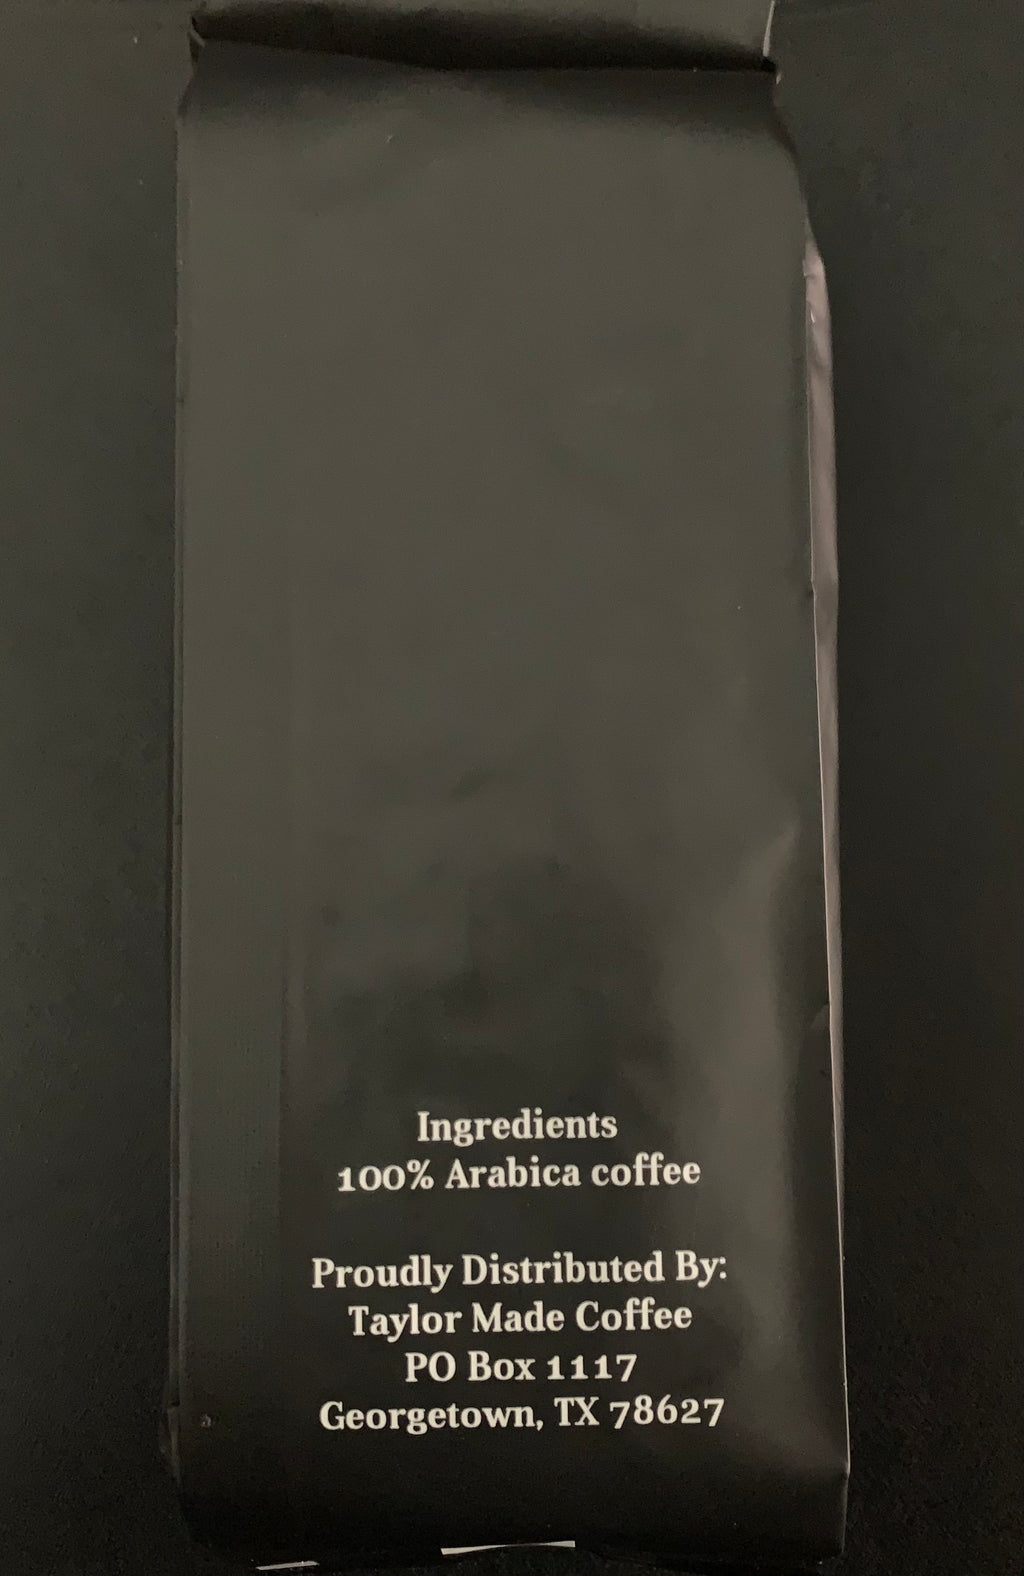 Ingredients
100% Arabica coffee
Proudly Distributed By:
Taylor Made Coffee
PO Box 1117
Georgetown, TX 78627